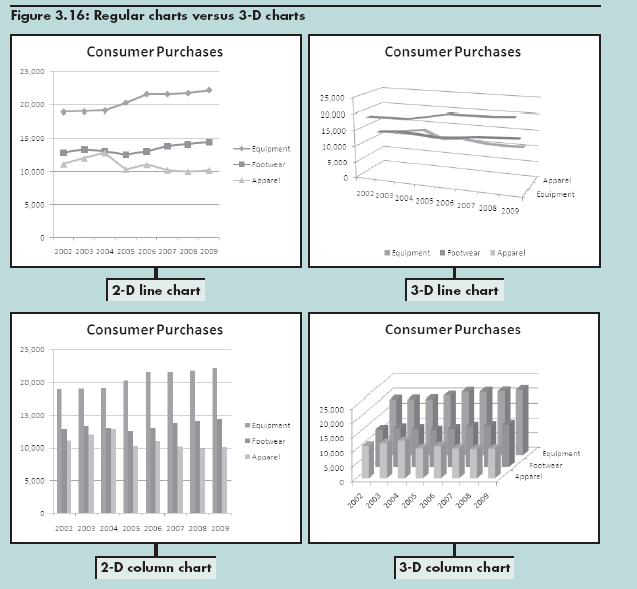 Figure 3.16: Regular charts versus 3-D charts
Consumer Purchases
25,000
20,000
15,000
10,000
5,000
0
2002 2003 2004 2005 2006 2007 2008 2009
Equipment
Footwear
Apparel
2-D line chart
Consumer Purchases
25,000
20,000
15,000
10,000
5,000
0
2002 2003 2004 2005 2006 2007 2008 2009
Apparel
Equipment
Equipment Footwear Apparel
3-D line chart
Consumer Purchases
25,000
20,000
15,000
10,000
5,000
0
2002 2003 2004 2005 2006 2007 2008 2009
Equipment
Footwear
Apparel
2-D column chart
Consumer Purchases
25,000
20,000
15,000
10,000
5,000
0
2002 2003 2004 2005 2006 2007 2008 2009
Equipment
Footwear
Apparel
3-D column chart